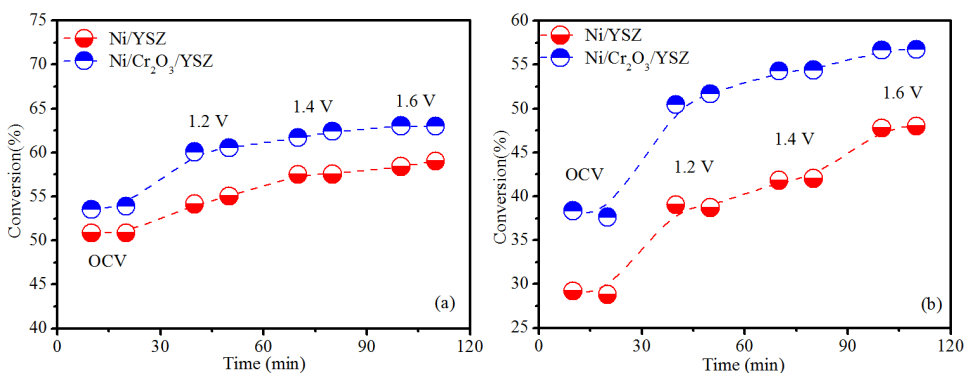 75
70
65
60
55
50
45
40
Conversion(%)
Ni/YSZ
Ni/Cr₂O₃/YSZ
OCV
1.2 V
1.4 V
1.6 V
(a)
0 30 60 90 120
Time (min)
60
55
50
45
40
35
30
25
Conversion(%)
Ni/YSZ
Ni/Cr₂O₃/YSZ
OCV
1.2 V
1.4 V
1.6 V
(b)
0 30 60 90 120
Time (min)